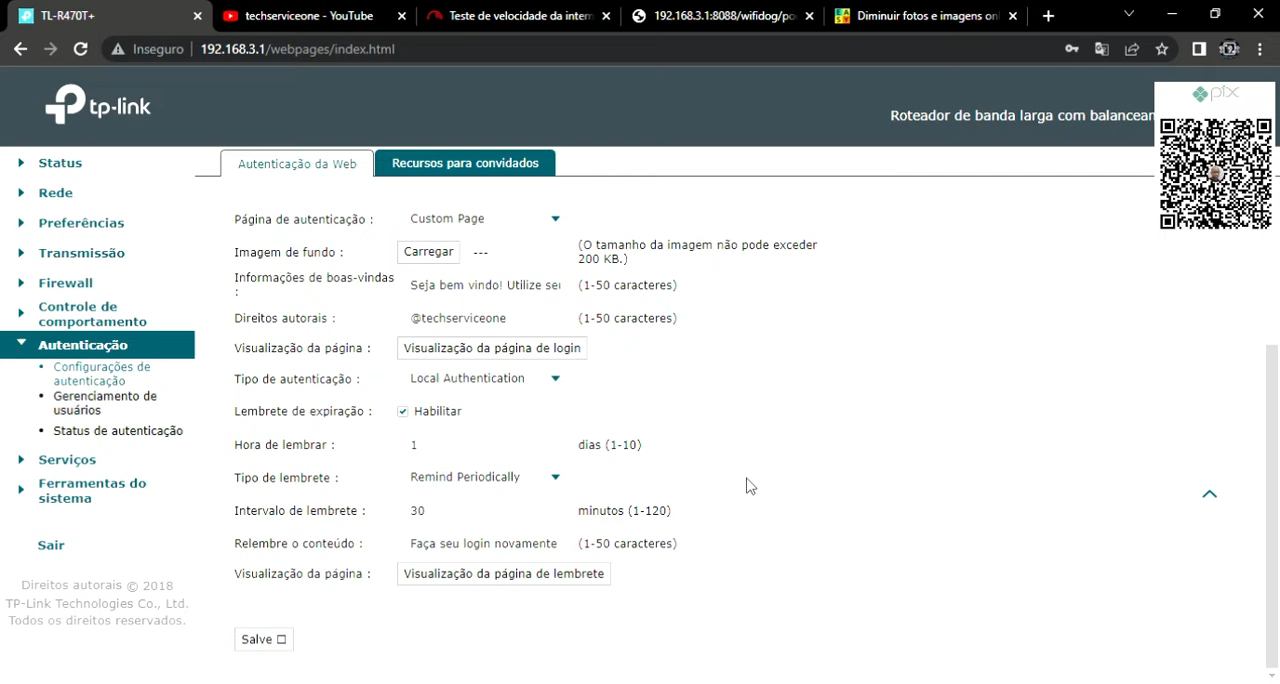 TL-R470T+
techserviceone - YouTube
Teste de velocidade da intern
192.168.3.1:8088/wifidog/po
Diminuir fotos e imagens onl
Inseguro
192.168.3.1/webpages/index.html
tp-link
Roteador de banda larga com balancean
pix
Status
Rede
Preferências
Transmissão
Firewall
Controle de
comportamento
Autenticação
Configurações de
autenticação
Gerenciamento de
usuários
Status de autenticação
Serviços
Ferramentas do
sistema
Sair
Direitos autorais © 2018
TP-Link Technologies Co., Ltd.
Todos os direitos reservados.
Autenticação da Web
Recursos para convidados
Página de autenticação :
Custom Page
Imagem de fundo :
Carregar
---
(O tamanho da imagem não pode exceder
200 KB.)
Informações de boas-vindas
:
Seja bem vindo! Utilize seu
(1-50 caracteres)
Direitos autorais :
@techserviceone
(1-50 caracteres)
Visualização da página :
Visualização da página de login
Tipo de autenticação :
Local Authentication
Lembrete de expiração :
Habilitar
Hora de lembrar :
1
dias (1-10)
Tipo de lembrete :
Remind Periodically
Intervalo de lembrete :
30
minutos (1-120)
Relembre o conteúdo :
Faça seu login novamente
(1-50 caracteres)
Visualização da página :
Visualização da página de lembrete
Salve